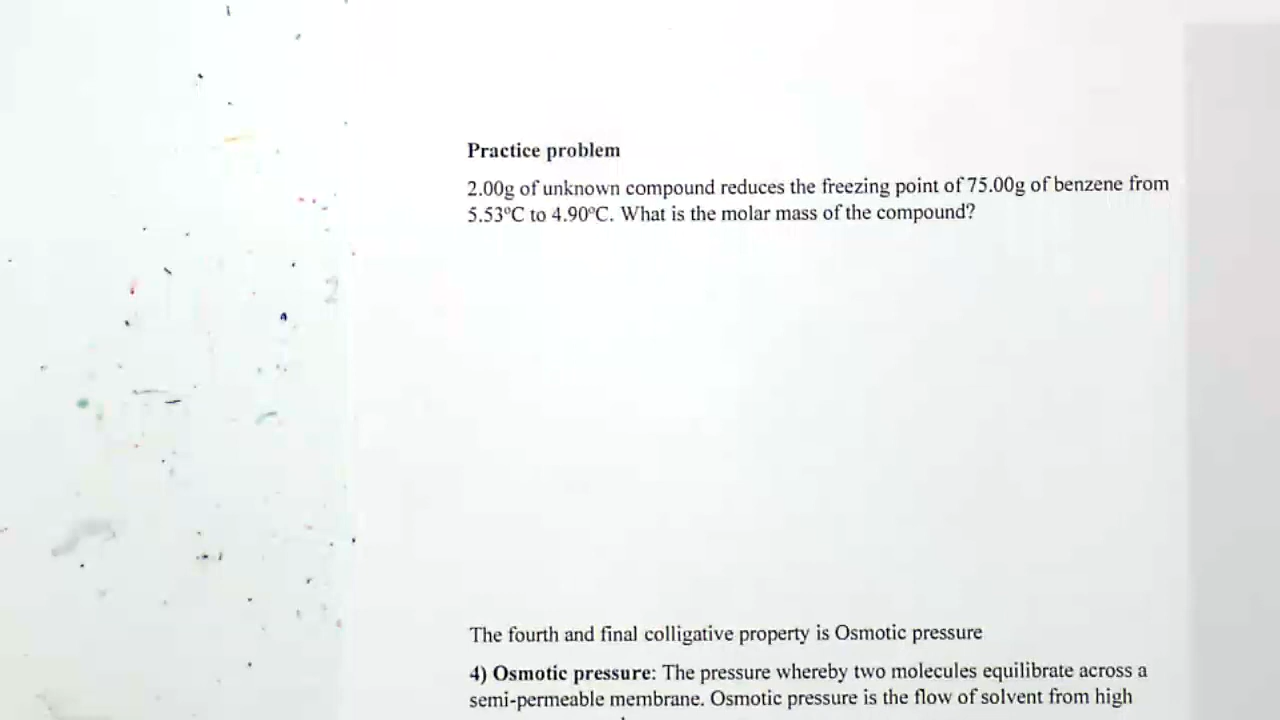 Practice problem
2.00g of unknown compound reduces the freezing point of 75.00g of benzene from
5.53ºC to 4.90ºC. What is the molar mass of the compound?
2
The fourth and final colligative property is Osmotic pressure
4) Osmotic pressure: The pressure whereby two molecules equilibrate across a
semi-permeable membrane. Osmotic pressure is the flow of solvent from high